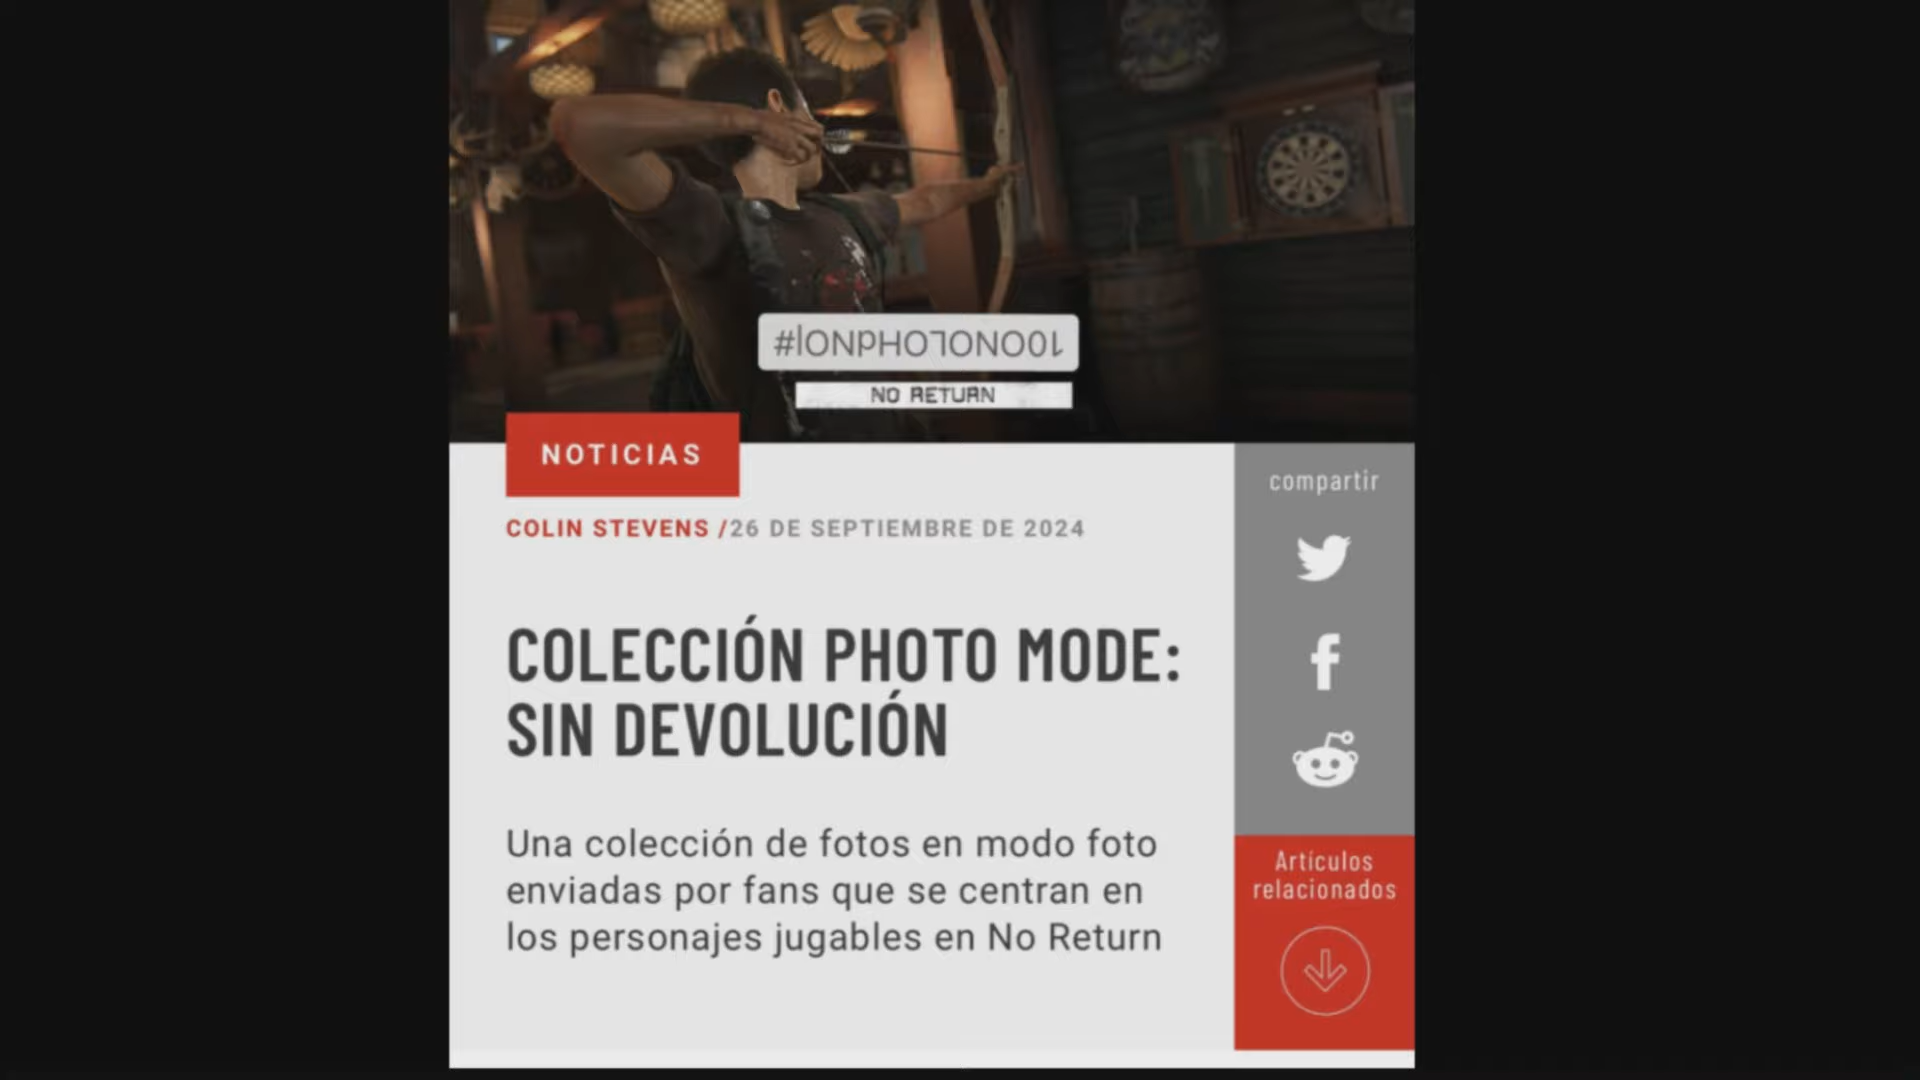 NO RETURN
NOTICIAS
COLIN STEVENS /26 DE SEPTIEMBRE DE 2024
COLECCIÓN PHOTO MODE:
SIN DEVOLUCIÓN
Una colección de fotos en modo foto
enviadas por fans que se centran en
los personajes jugables en No Return
compartir
Artículos
relacionados